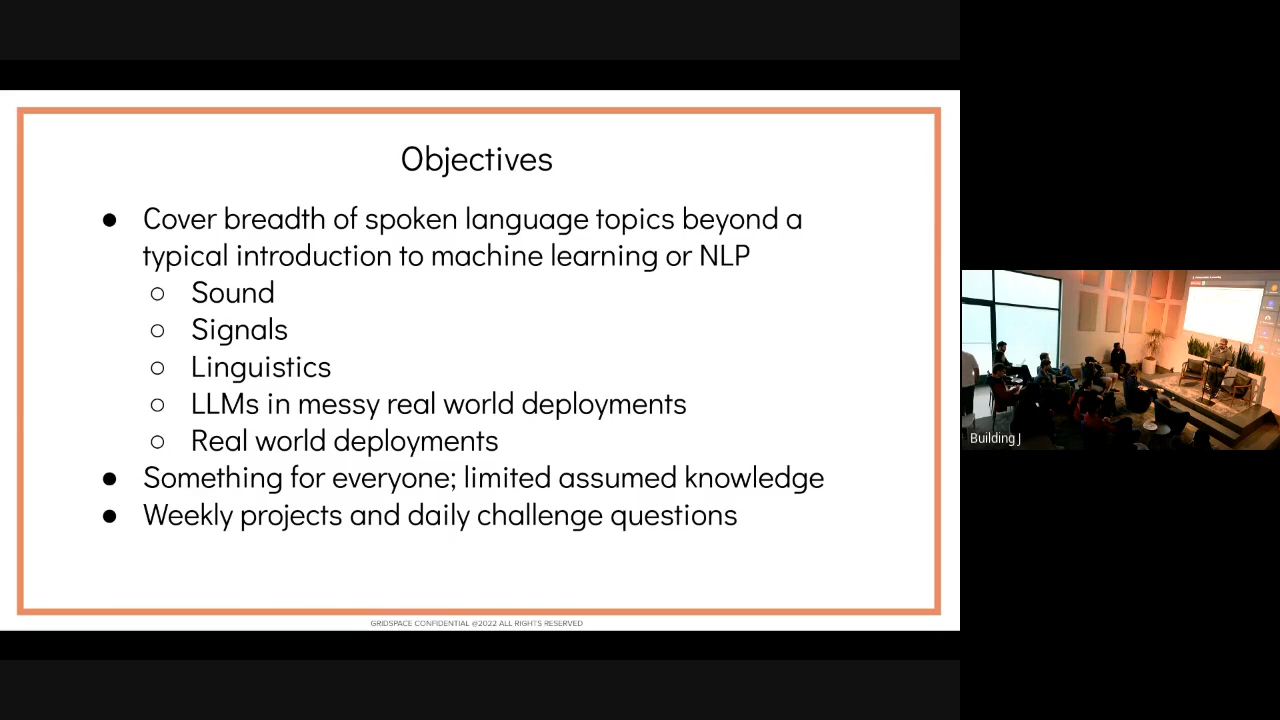 Objectives
● Cover breadth of spoken language topics beyond a
typical introduction to machine learning or NLP
○ Sound
○ Signals
○ Linguistics
○ LLMs in messy real world deployments
○ Real world deployments
● Something for everyone; limited assumed knowledge
● Weekly projects and daily challenge questions
GRIDSPACE CONFIDENTIAL @2022 ALL RIGHTS RESERVED
Building J